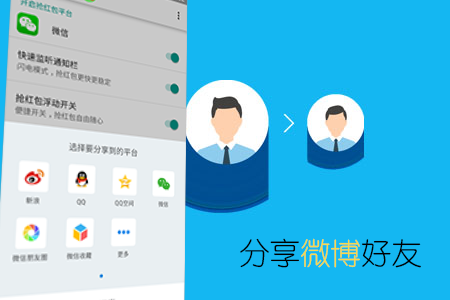 开启抢红包平台
微信
快速监听通知栏
闪电模式，抢红包更快更稳定
抢红包浮动开关
便捷开关，抢红包自由随心
选择要分享到的平台
新浪
QQ
QQ空间
微信
微信朋友圈
微信收藏
更多
分享微博好友